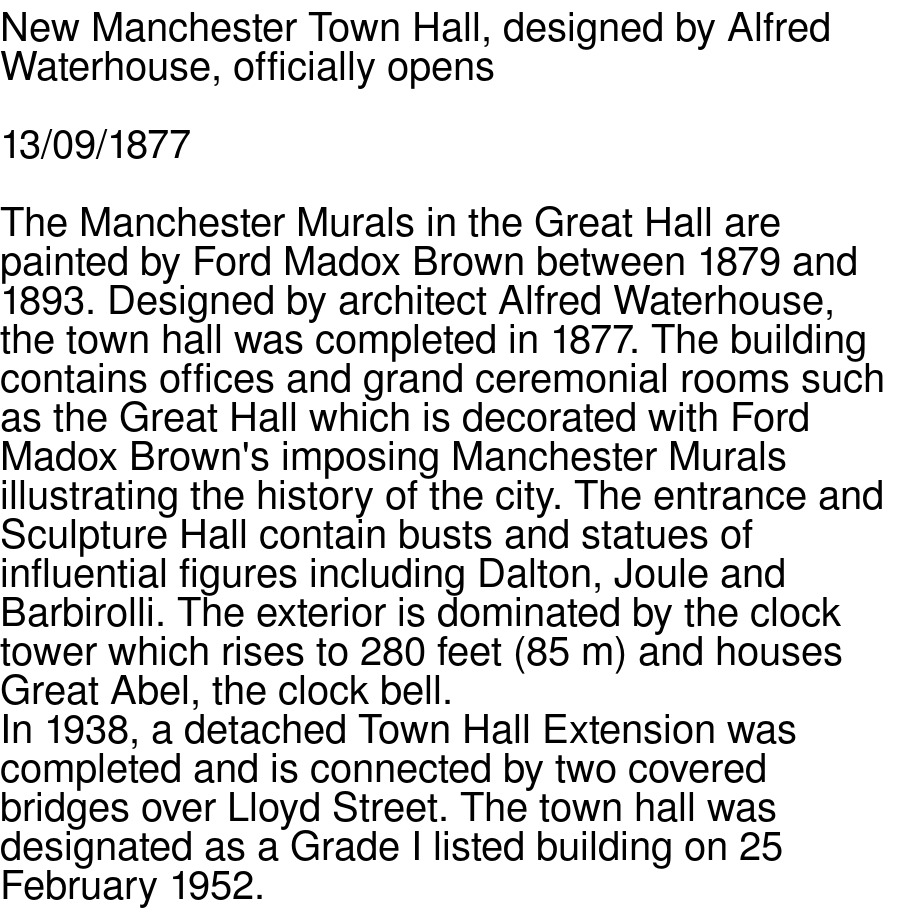 New Manchester Town Hall, designed by Alfred
Waterhouse, officially opens
13/09/1877
The Manchester Murals in the Great Hall are
painted by Ford Madox Brown between 1879 and
1893. Designed by architect Alfred Waterhouse,
the town hall was completed in 1877. The building
contains offices and grand ceremonial rooms such
as the Great Hall which is decorated with Ford
Madox Brown's imposing Manchester Murals
illustrating the history of the city. The entrance and
Sculpture Hall contain busts and statues of
influential figures including Dalton, Joule and
Barbirolli. The exterior is dominated by the clock
tower which rises to 280 feet (85 m) and houses
Great Abel, the clock bell.
In 1938, a detached Town Hall Extension was
completed and is connected by two covered
bridges over Lloyd Street. The town hall was
designated as a Grade I listed building on 25
February 1952.